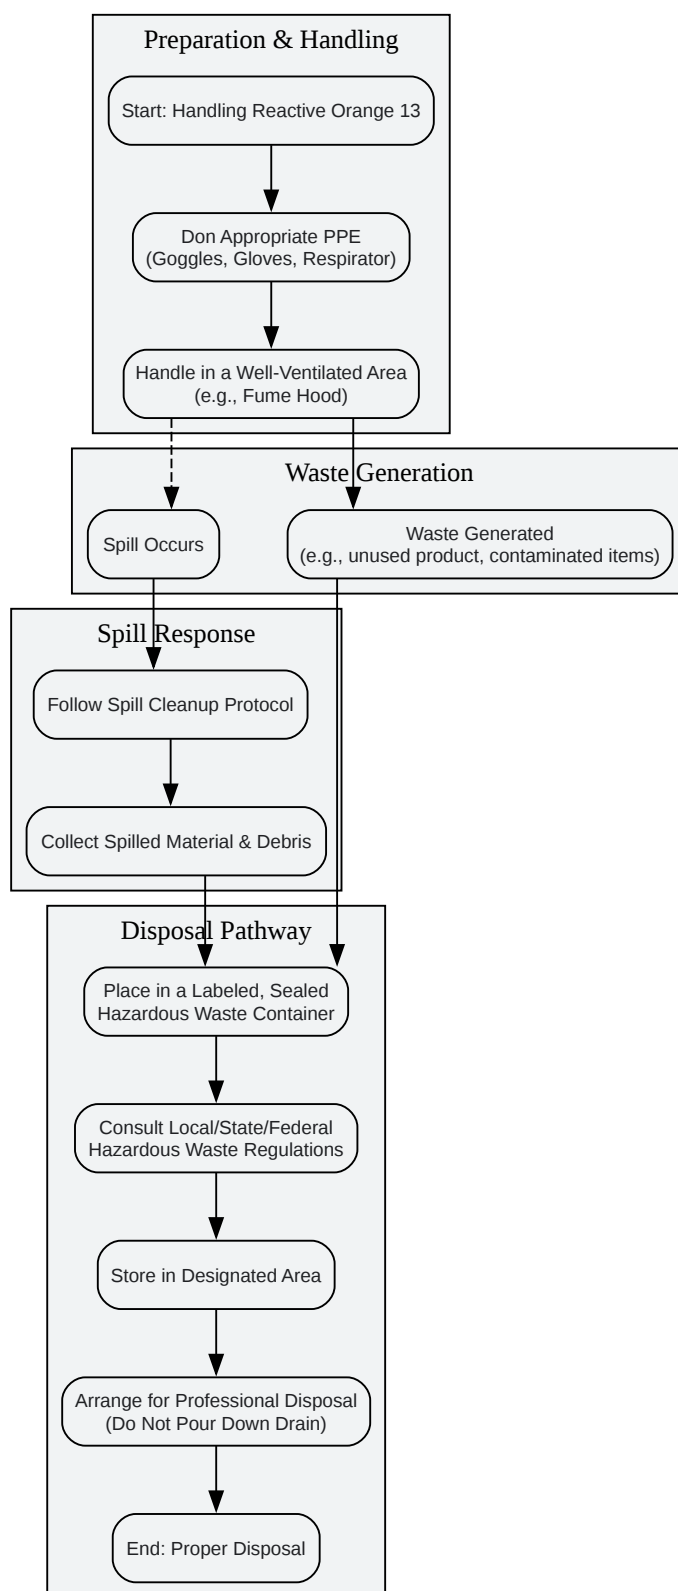 Preparation & Handling
Start: Handling Reactive Orange 13
Don Appropriate PPE
(Goggles, Gloves, Respirator)
Handle in a Well-Ventilated Area
(e.g., Fume Hood)
Waste Generation
Spill Occurs
Waste Generated
(e.g., unused product, contaminated items)
Spill Response
Follow Spill Cleanup Protocol
Collect Spilled Material & Debris
Disposal Pathway
Place in a Labeled, Sealed
Hazardous Waste Container
Consult Local/State/Federal
Hazardous Waste Regulations
Store in Designated Area
Arrange for Professional Disposal
(Do Not Pour Down Drain)
End: Proper Disposal